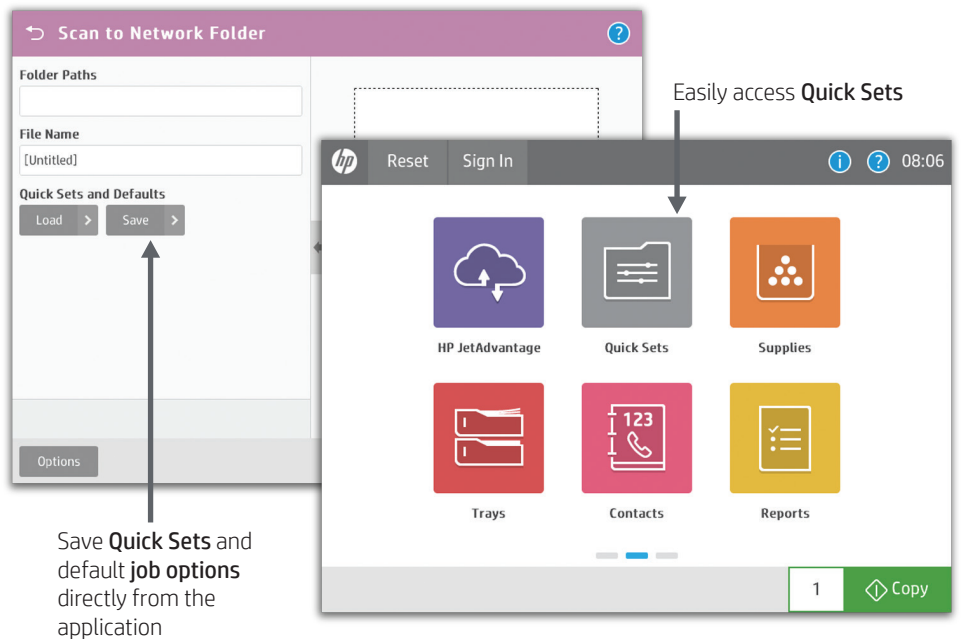 Scan to Network Folder
?
Folder Paths
File Name
[Untitled]
Quick Sets and Defaults
Load >
Save >
Options
Save Quick Sets and
default job options
directly from the
application
Easily access Quick Sets
hp
Reset
Sign In
i
?
08:06
HP JetAdvantage
Quick Sets
Supplies
123
Trays
Contacts
Reports
1
Copy